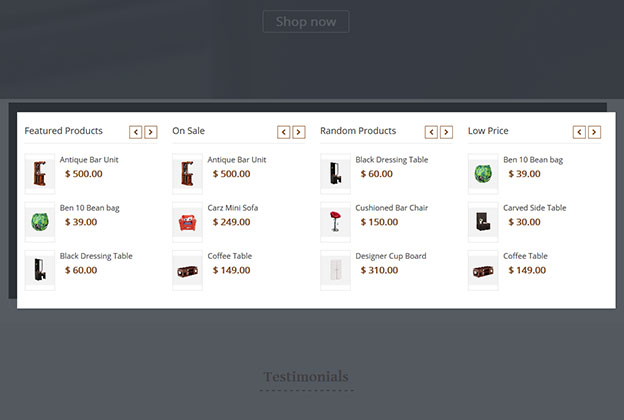 Shop now
Featured Products
Antique Bar Unit
$ 500.00
Ben 10 Bean bag
$ 39.00
Black Dressing Table
$ 60.00
On Sale
Antique Bar Unit
$ 500.00
Carz Mini Sofa
$ 249.00
Coffee Table
$ 149.00
Random Products
Black Dressing Table
$ 60.00
Cushioned Bar Chair
$ 150.00
Designer Cup Board
$ 310.00
Low Price
Ben 10 Bean bag
$ 39.00
Carved Side Table
$ 30.00
Coffee Table
$ 149.00
Testimonials